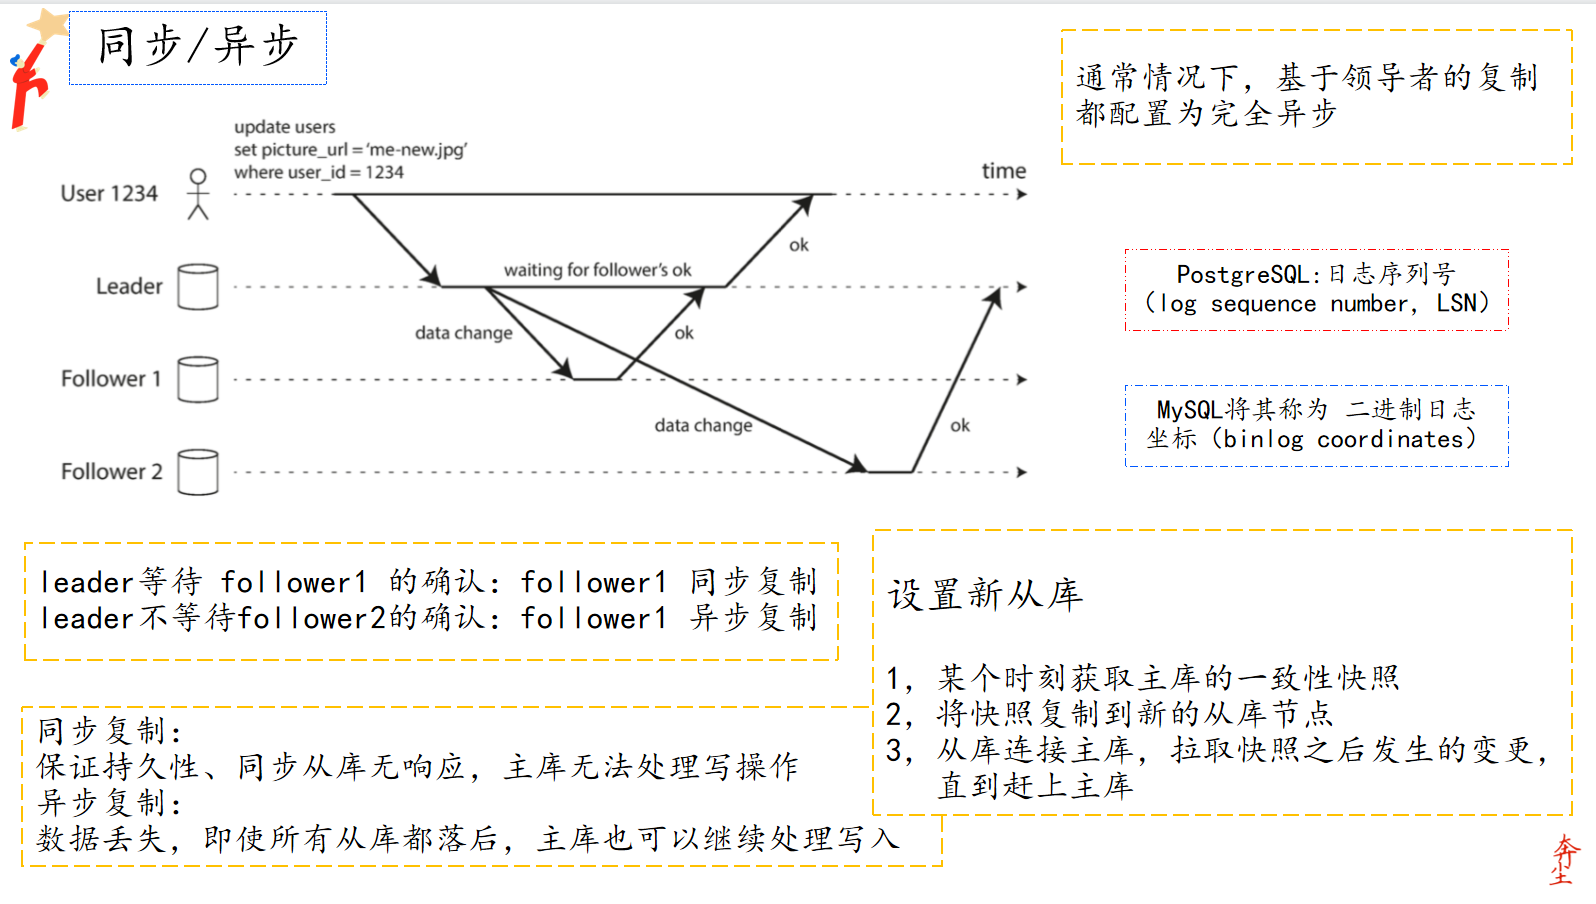 同步/异步
通常情况下，基于领导者的复制
都配置为完全异步
update users
set picture_url = 'me-new.jpg'
where user_id = 1234
time
User 1234
ok
waiting for follower's ok
Leader
data change
ok
Follower 1
data change
ok
Follower 2
PostgreSQL:日志序列号
（log sequence number, LSN）
MySQL将其称为 二进制日志
坐标（binlog coordinates）
leader等待 follower1 的确认：follower1 同步复制
leader不等待follower2的确认：follower1 异步复制
同步复制：
保证持久性、同步从库无响应，主库无法处理写操作
异步复制：
数据丢失，即使所有从库都落后，主库也可以继续处理写入
设置新从库
1，某个时刻获取主库的一致性快照
2，将快照复制到新的从库节点
3，从库连接主库，拉取快照之后发生的变更，
直到赶上主库
奔尘